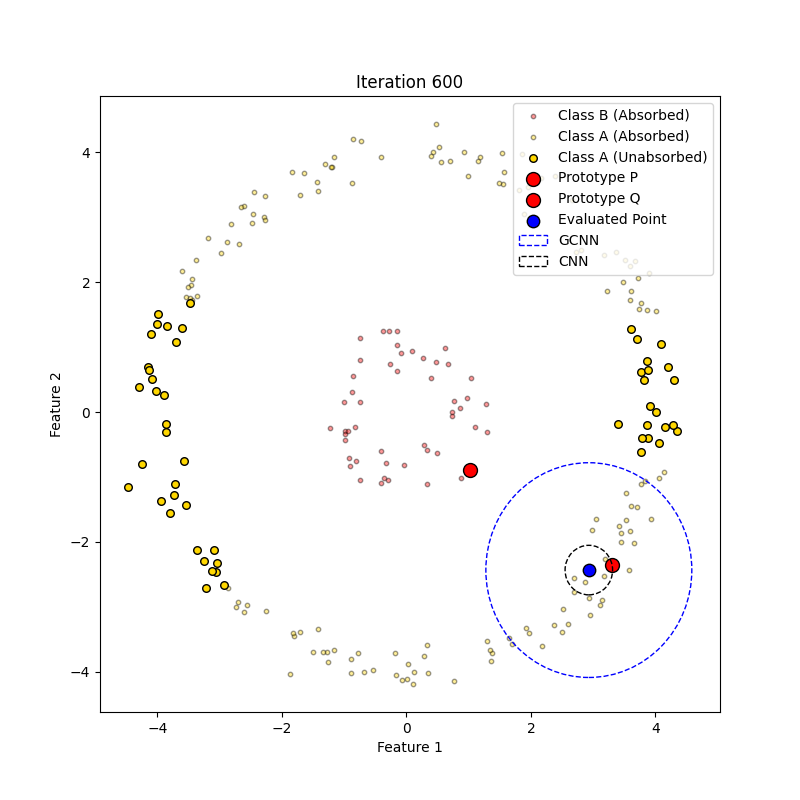 Iteration 600
Class B (Absorbed)
Class A (Absorbed)
Class A (Unabsorbed)
Prototype P
Prototype Q
Evaluated Point
GCNN
CNN
4
2
0
−2
−4
Feature 2
−4 −2 0 2 4
Feature 1